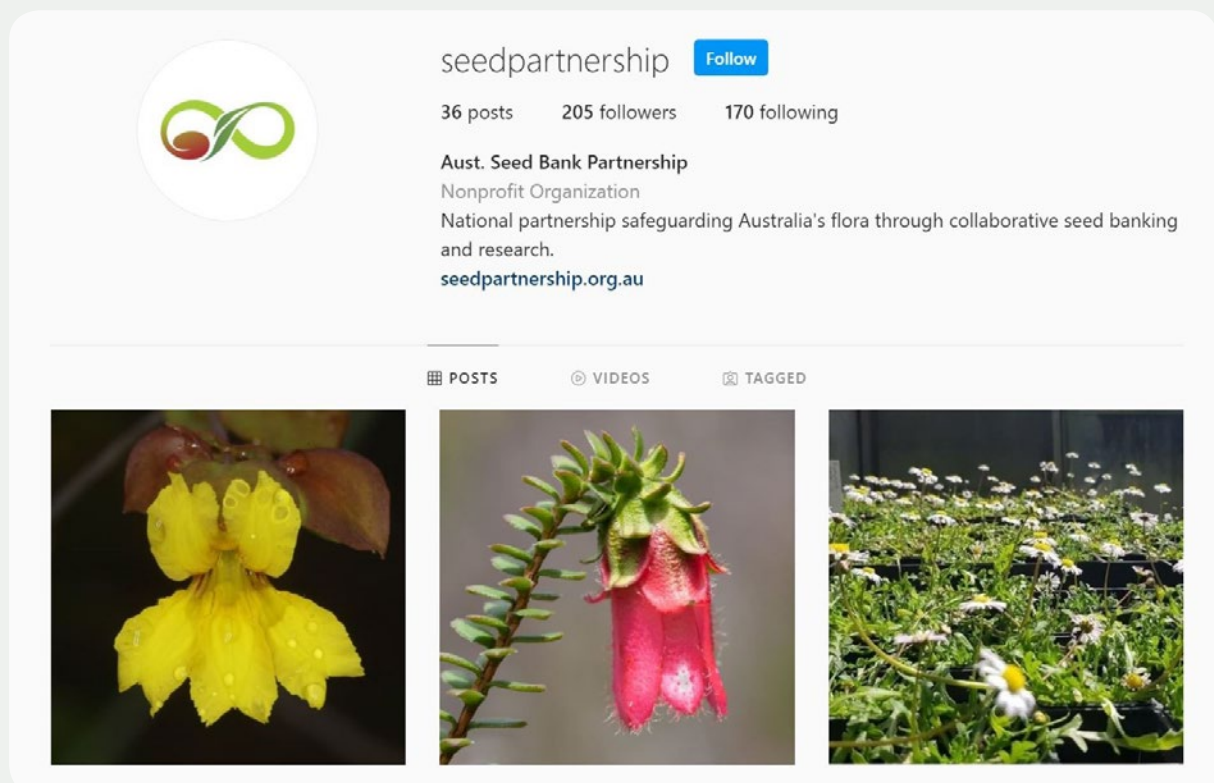 seedpartnership Follow
36 posts 205 followers 170 following
Aust. Seed Bank Partnership
Nonprofit Organization
National partnership safeguarding Australia's flora through collaborative seed banking
and research.
seedpartnership.org.au
POSTS VIDEOS TAGGED